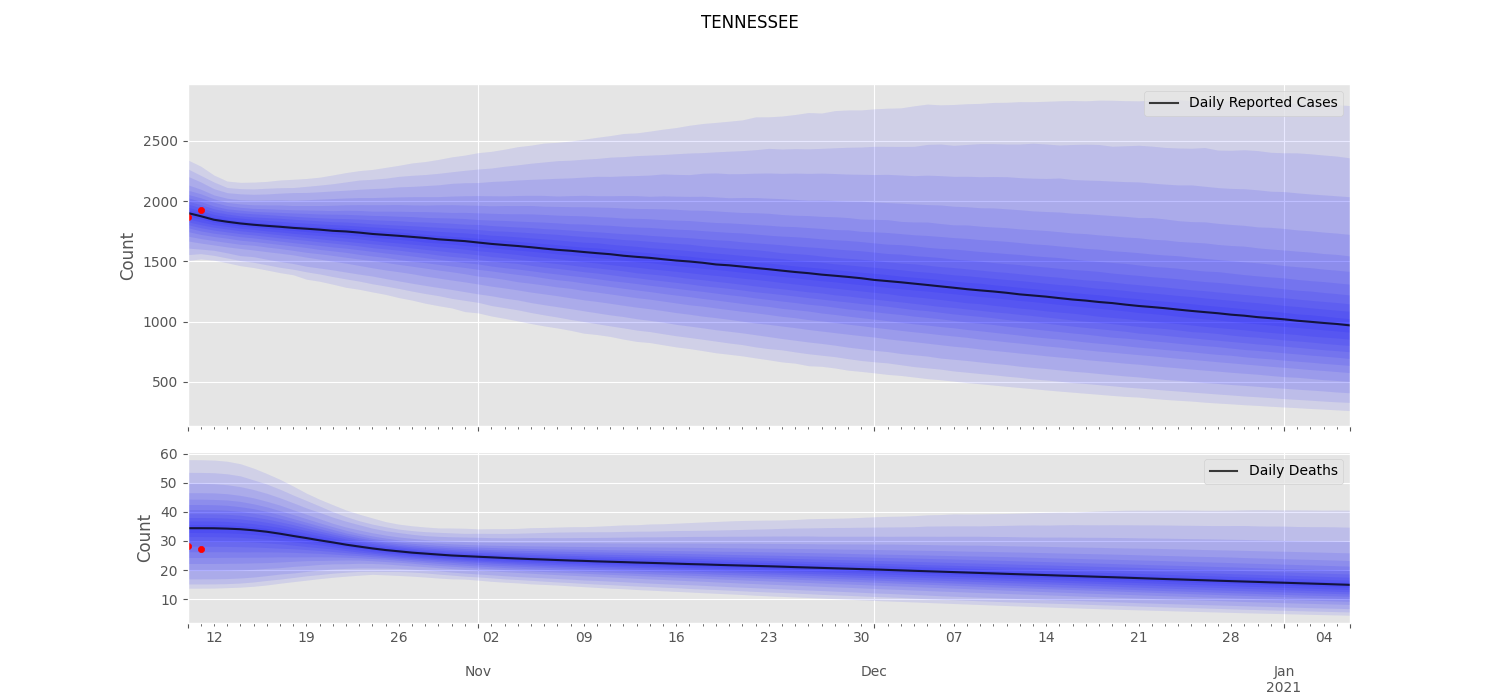 TENNESSEE
Daily Reported Cases
Count
2500
2000
1500
1000
500
Daily Deaths
Count
60
50
40
30
20
10
12 19 26 02 09 16 23 30 07 14 21 28 04
Nov Dec Jan
2021